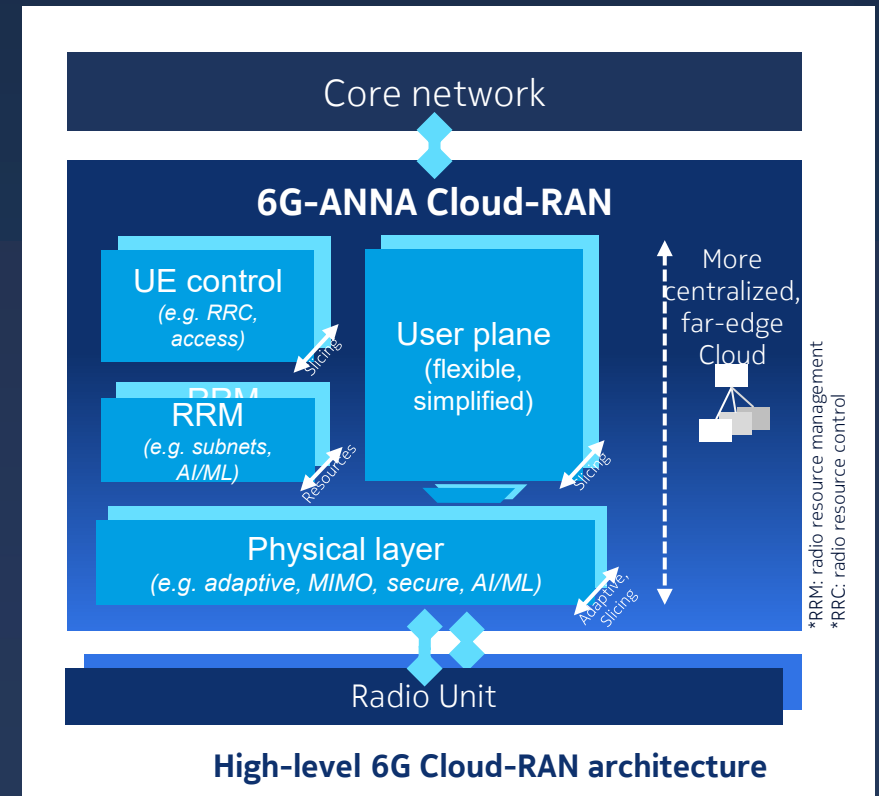 Core network
6G-ANNA Cloud-RAN
UE control
(e.g. RRC,
access)
Slicing
RRM
RRM
(e.g. subnets,
AI/ML)
Resources
User plane
(flexible,
simplified)
Slicing
Physical layer
(e.g. adaptive, MIMO, secure, AI/ML)
Adaptive,
Slicing
More
centralized,
far-edge
Cloud
*RRM: radio resource management
*RRC: radio resource control
Radio Unit
High-level 6G Cloud-RAN architecture